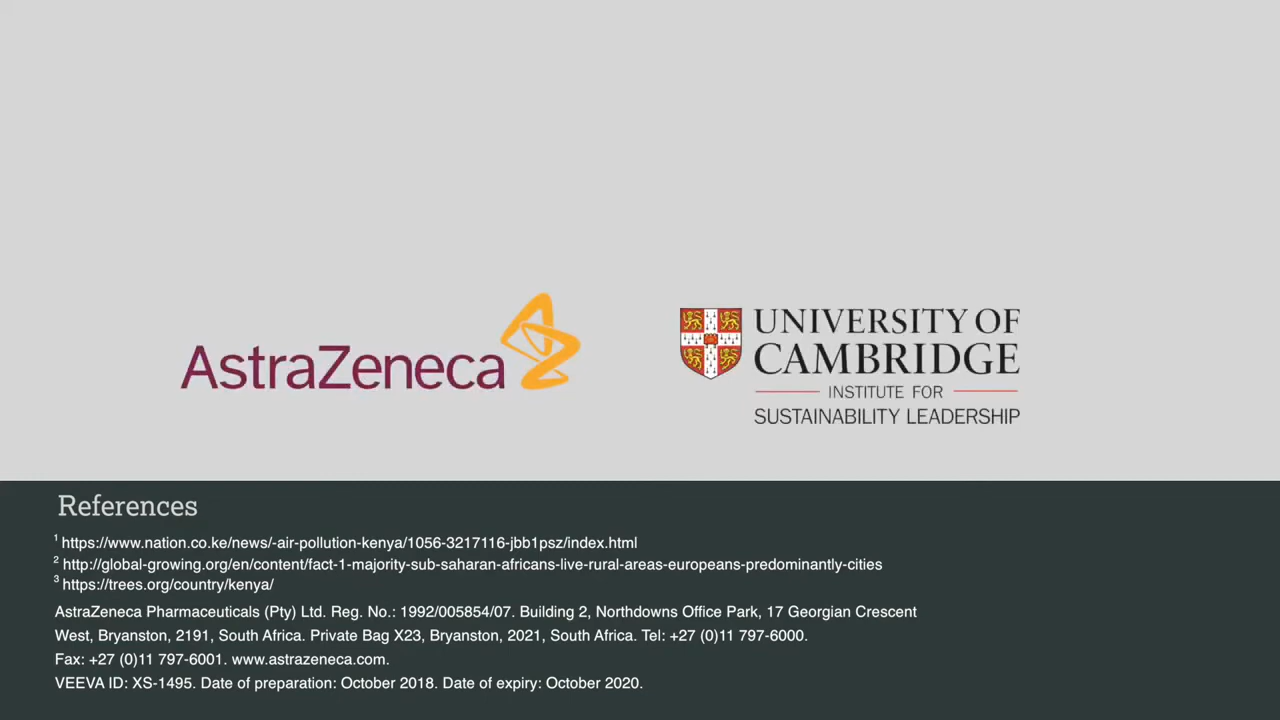 AstraZeneca
UNIVERSITY OF
CAMBRIDGE
INSTITUTE FOR
SUSTAINABILITY LEADERSHIP
References
1 https://www.nation.co.ke/news/-air-pollution-kenya/1056-3217116-jbb1psz/index.html
2 http://global-growing.org/en/content/fact-1-majority-sub-saharan-africans-live-rural-areas-europeans-predominantly-cities
3 https://trees.org/country/kenya/
AstraZeneca Pharmaceuticals (Pty) Ltd. Reg. No.: 1992/005854/07. Building 2, Northdowns Office Park, 17 Georgian Crescent
West, Bryanston, 2191, South Africa. Private Bag X23, Bryanston, 2021, South Africa. Tel: +27 (0)11 797-6000.
Fax: +27 (0)11 797-6001. www.astrazeneca.com.
VEEVA ID: XS-1495. Date of preparation: October 2018. Date of expiry: October 2020.